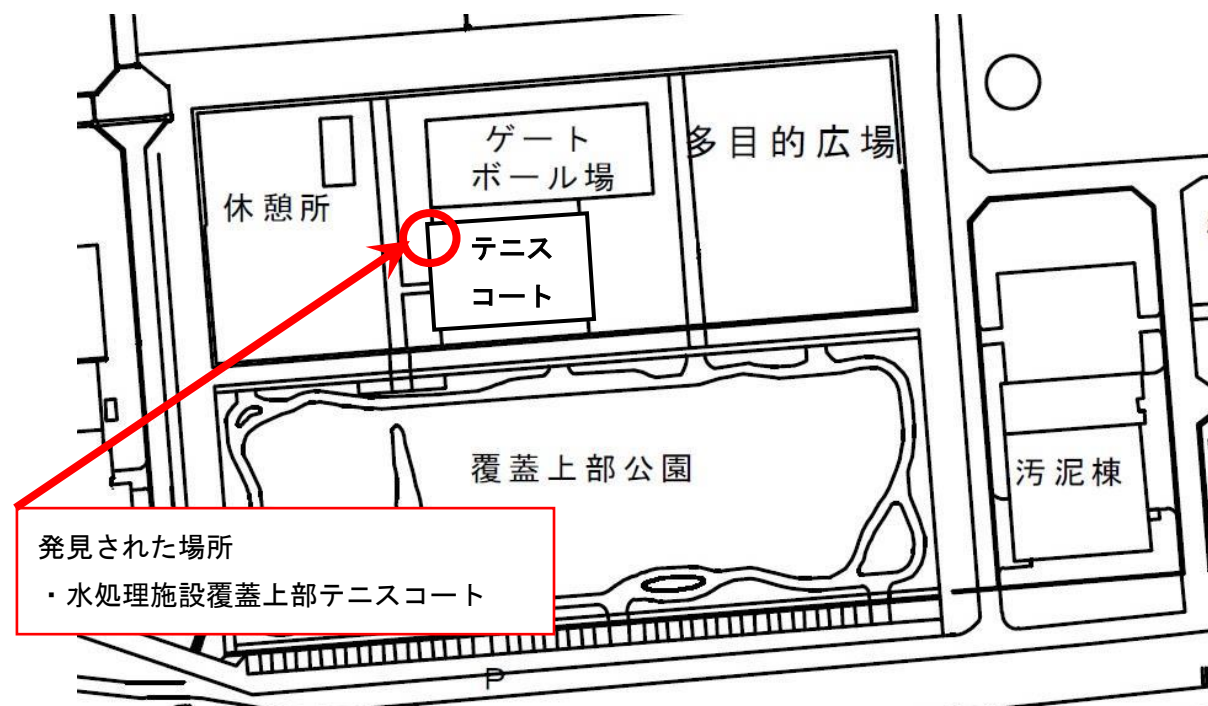 ゲート
ボール場
多目的広場
休憩所
テニス
コート
覆蓋上部公園
汚泥棟
発見された場所
・水処理施設覆蓋上部テニスコート
P